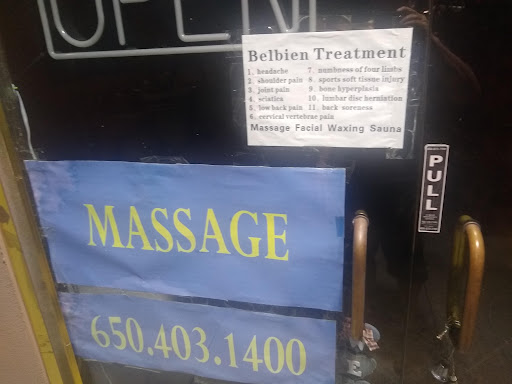 OPEN
Belbien Treatment
1. headache 7. numbness of four limbs
2. shoulder pain 8. sports soft tissue injury
3. joint pain 9. bone hyperplasia
4. sciatica 10. lumbar disc herniation
5. low back pain 11. back soreness
6. cervical vertebrae pain
Massage Facial Waxing Sauna
PULL
MASSAGE
650.403.1400